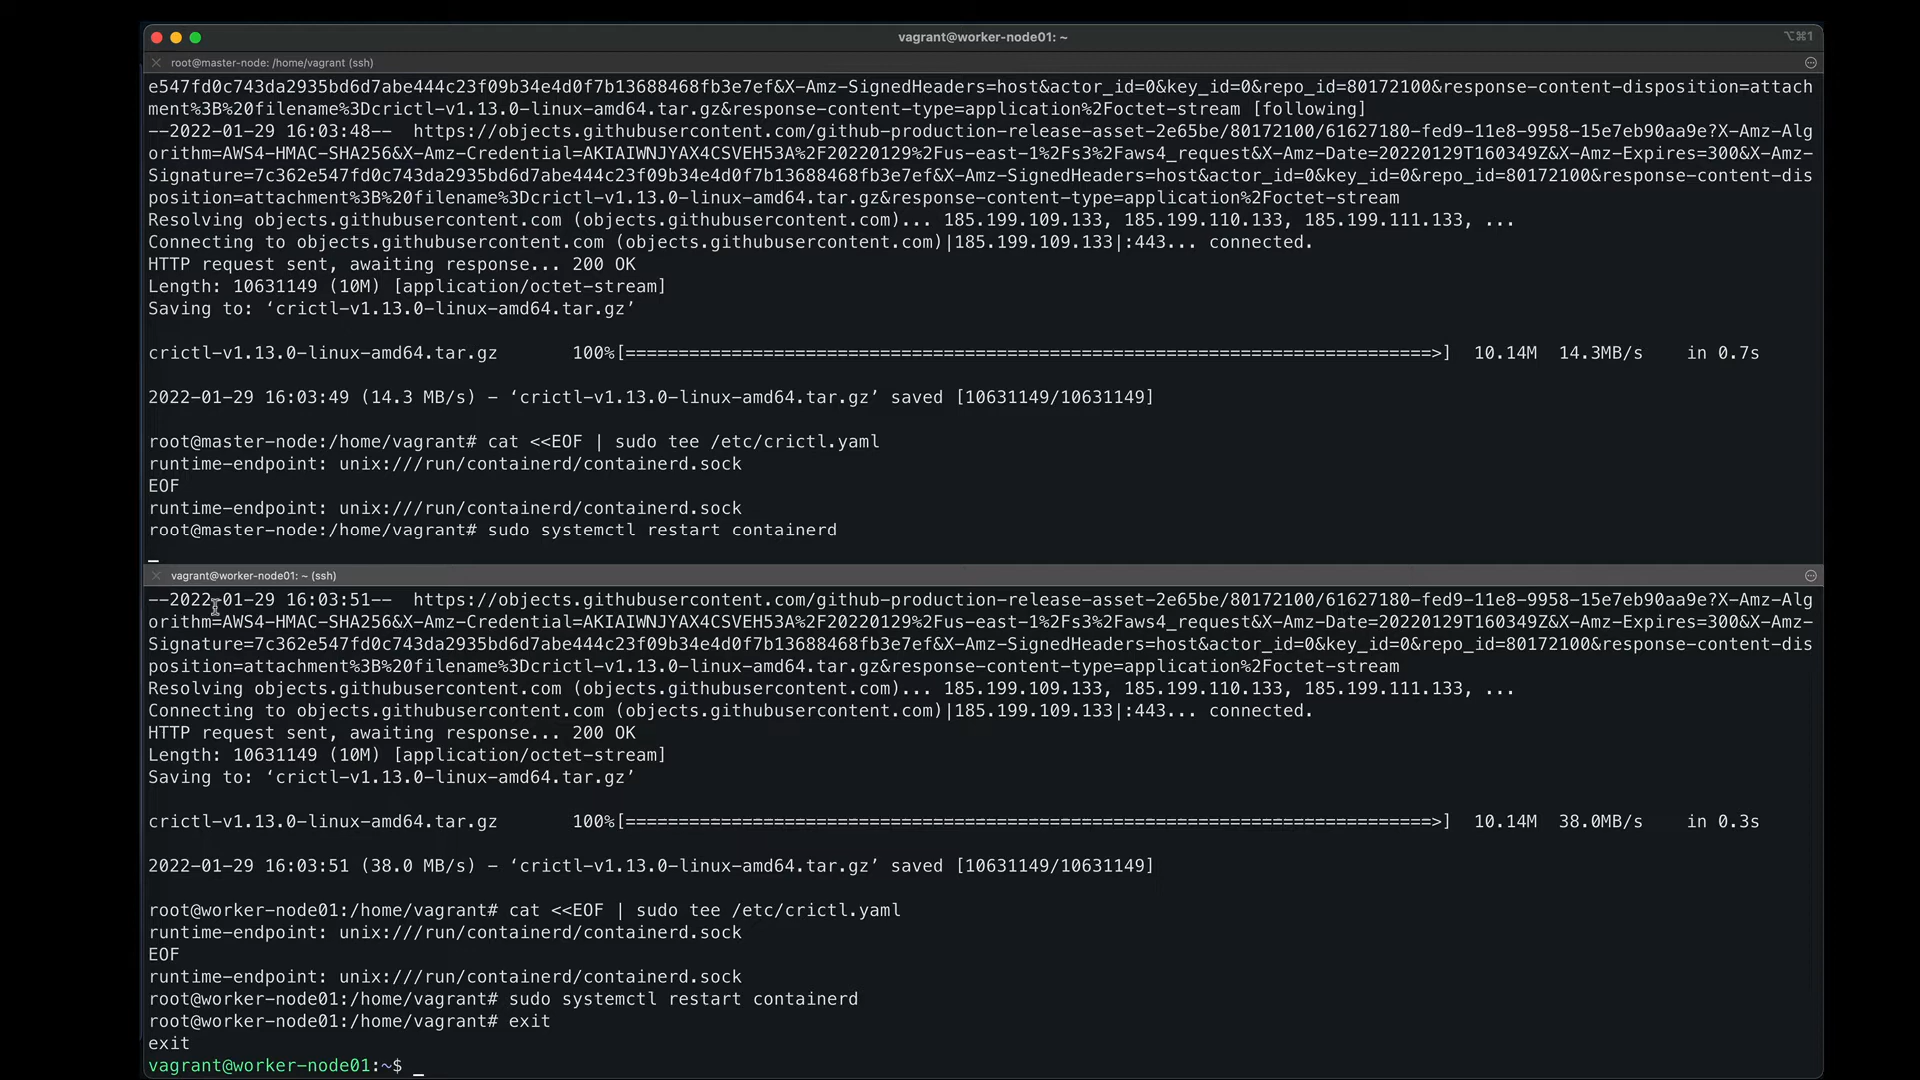 vagrant@worker-node01: ~
⌥⌘1
root@master-node: /home/vagrant (ssh)
e547fd0c743da2935bd6d7abe444c23f09b34e4d0f7b13688468fb3e7ef&X-Amz-SignedHeaders=host&actor_id=0&key_id=0&repo_id=80172100&response-content-disposition=attach
ment%3B%20filename%3Dcrictl-v1.13.0-linux-amd64.tar.gz&response-content-type=application%2Foctet-stream [following]
--2022-01-29 16:03:48--  https://objects.githubusercontent.com/github-production-release-asset-2e65be/80172100/61627180-fed9-11e8-9958-15e7eb90aa9e?X-Amz-Alg
orithm=AWS4-HMAC-SHA256&X-Amz-Credential=AKIAIWNJYAX4CSVEH53A%2F20220129%2Fus-east-1%2Fs3%2Faws4_request&X-Amz-Date=20220129T160349Z&X-Amz-Expires=300&X-Amz-
Signature=7c362e547fd0c743da2935bd6d7abe444c23f09b34e4d0f7b13688468fb3e7ef&X-Amz-SignedHeaders=host&actor_id=0&key_id=0&repo_id=80172100&response-content-dis
position=attachment%3B%20filename%3Dcrictl-v1.13.0-linux-amd64.tar.gz&response-content-type=application%2Foctet-stream
Resolving objects.githubusercontent.com (objects.githubusercontent.com)... 185.199.109.133, 185.199.110.133, 185.199.111.133, ...
Connecting to objects.githubusercontent.com (objects.githubusercontent.com)|185.199.109.133|:443... connected.
HTTP request sent, awaiting response... 200 OK
Length: 10631149 (10M) [application/octet-stream]
Saving to: ‘crictl-v1.13.0-linux-amd64.tar.gz’
crictl-v1.13.0-linux-amd64.tar.gz       100%[============================================================================>]  10.14M  14.3MB/s    in 0.7s
2022-01-29 16:03:49 (14.3 MB/s) - ‘crictl-v1.13.0-linux-amd64.tar.gz’ saved [10631149/10631149]
root@master-node:/home/vagrant# cat <<EOF | sudo tee /etc/crictl.yaml
runtime-endpoint: unix:///run/containerd/containerd.sock
EOF
runtime-endpoint: unix:///run/containerd/containerd.sock
root@master-node:/home/vagrant# sudo systemctl restart containerd
vagrant@worker-node01: ~ (ssh)
--2022-01-29 16:03:51--  https://objects.githubusercontent.com/github-production-release-asset-2e65be/80172100/61627180-fed9-11e8-9958-15e7eb90aa9e?X-Amz-Alg
orithm=AWS4-HMAC-SHA256&X-Amz-Credential=AKIAIWNJYAX4CSVEH53A%2F20220129%2Fus-east-1%2Fs3%2Faws4_request&X-Amz-Date=20220129T160349Z&X-Amz-Expires=300&X-Amz-
Signature=7c362e547fd0c743da2935bd6d7abe444c23f09b34e4d0f7b13688468fb3e7ef&X-Amz-SignedHeaders=host&actor_id=0&key_id=0&repo_id=80172100&response-content-dis
position=attachment%3B%20filename%3Dcrictl-v1.13.0-linux-amd64.tar.gz&response-content-type=application%2Foctet-stream
Resolving objects.githubusercontent.com (objects.githubusercontent.com)... 185.199.109.133, 185.199.110.133, 185.199.111.133, ...
Connecting to objects.githubusercontent.com (objects.githubusercontent.com)|185.199.109.133|:443... connected.
HTTP request sent, awaiting response... 200 OK
Length: 10631149 (10M) [application/octet-stream]
Saving to: ‘crictl-v1.13.0-linux-amd64.tar.gz’
crictl-v1.13.0-linux-amd64.tar.gz       100%[============================================================================>]  10.14M  38.0MB/s    in 0.3s
2022-01-29 16:03:51 (38.0 MB/s) - ‘crictl-v1.13.0-linux-amd64.tar.gz’ saved [10631149/10631149]
root@worker-node01:/home/vagrant# cat <<EOF | sudo tee /etc/crictl.yaml
runtime-endpoint: unix:///run/containerd/containerd.sock
EOF
runtime-endpoint: unix:///run/containerd/containerd.sock
root@worker-node01:/home/vagrant# sudo systemctl restart containerd
root@worker-node01:/home/vagrant# exit
exit
vagrant@worker-node01:~$